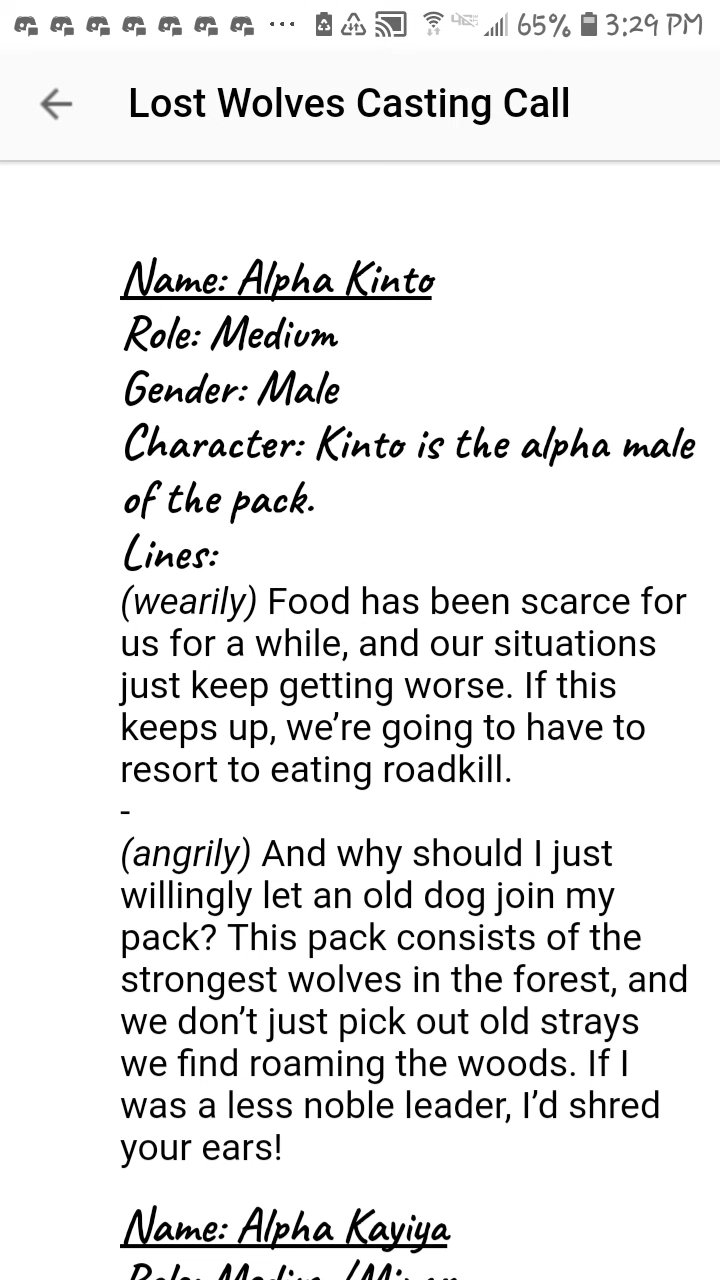 65% 3:29 PM
Lost Wolves Casting Call
Name: Alpha Kinto
Role: Medium
Gender: Male
Character: Kinto is the alpha male
of the pack.
Lines:
(wearily) Food has been scarce for
us for a while, and our situations
just keep getting worse. If this
keeps up, we’re going to have to
resort to eating roadkill.
-
(angrily) And why should I just
willingly let an old dog join my
pack? This pack consists of the
strongest wolves in the forest, and
we don’t just pick out old strays
we find roaming the woods. If I
was a less noble leader, I’d shred
your ears!
Name: Alpha Kayiya